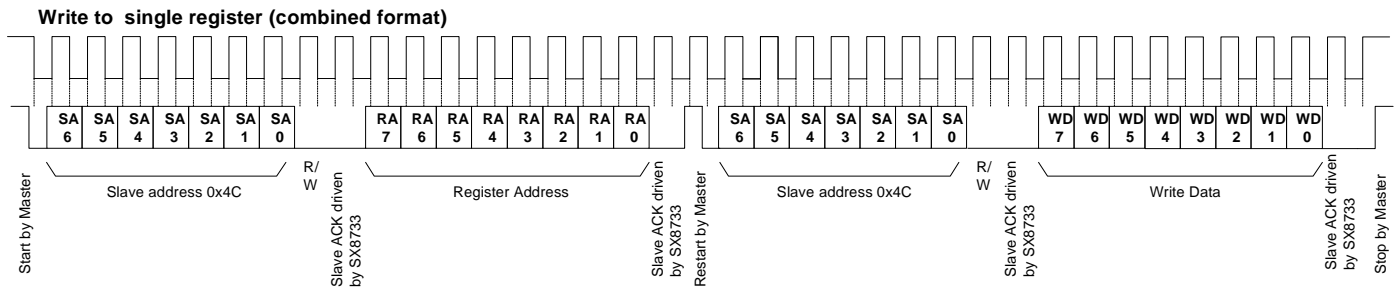 Write to single register (combined format)
SA 6 SA 5 SA 4 SA 3 SA 2 SA 1 SA 0
RA 7 RA 6 RA 5 RA 4 RA 3 RA 2 RA 1 RA 0
SA 6 SA 5 SA 4 SA 3 SA 2 SA 1 SA 0
WD 7 WD 6 WD 5 WD 4 WD 3 WD 2 WD 1 WD 0
Start by Master
Slave address 0x4C
R/
W
Slave ACK driven
by SX8733
Register Address
Slave ACK driven
by SX8733
Restart by Master
Slave address 0x4C
R/
W
Slave ACK driven
by SX8733
Write Data
Slave ACK driven
by SX8733
Stop by Master